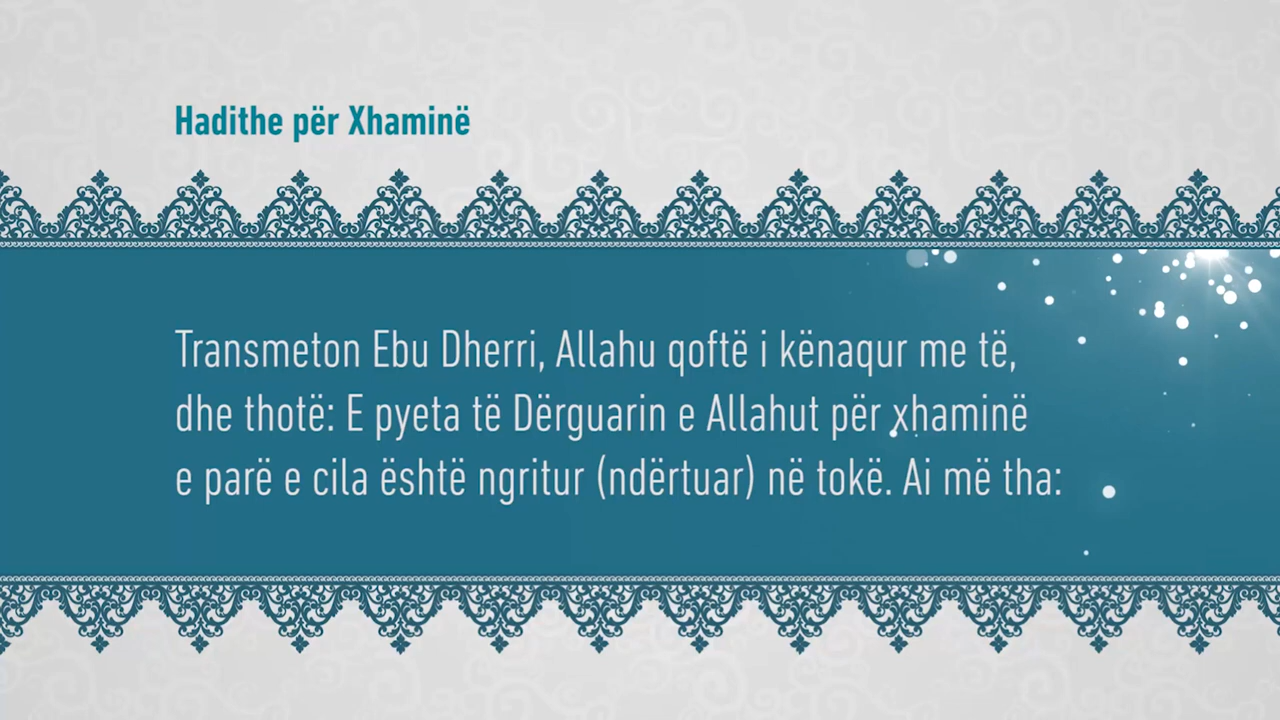 Hadithe për Xhaminë
Transmeton Ebu Dherri, Allahu qoftë i kënaqur me të,
dhe thotë: E pyeta të Dërguarin e Allahut për xhaminë
e parë e cila është ngritur (ndërtuar) në tokë. Ai më tha: